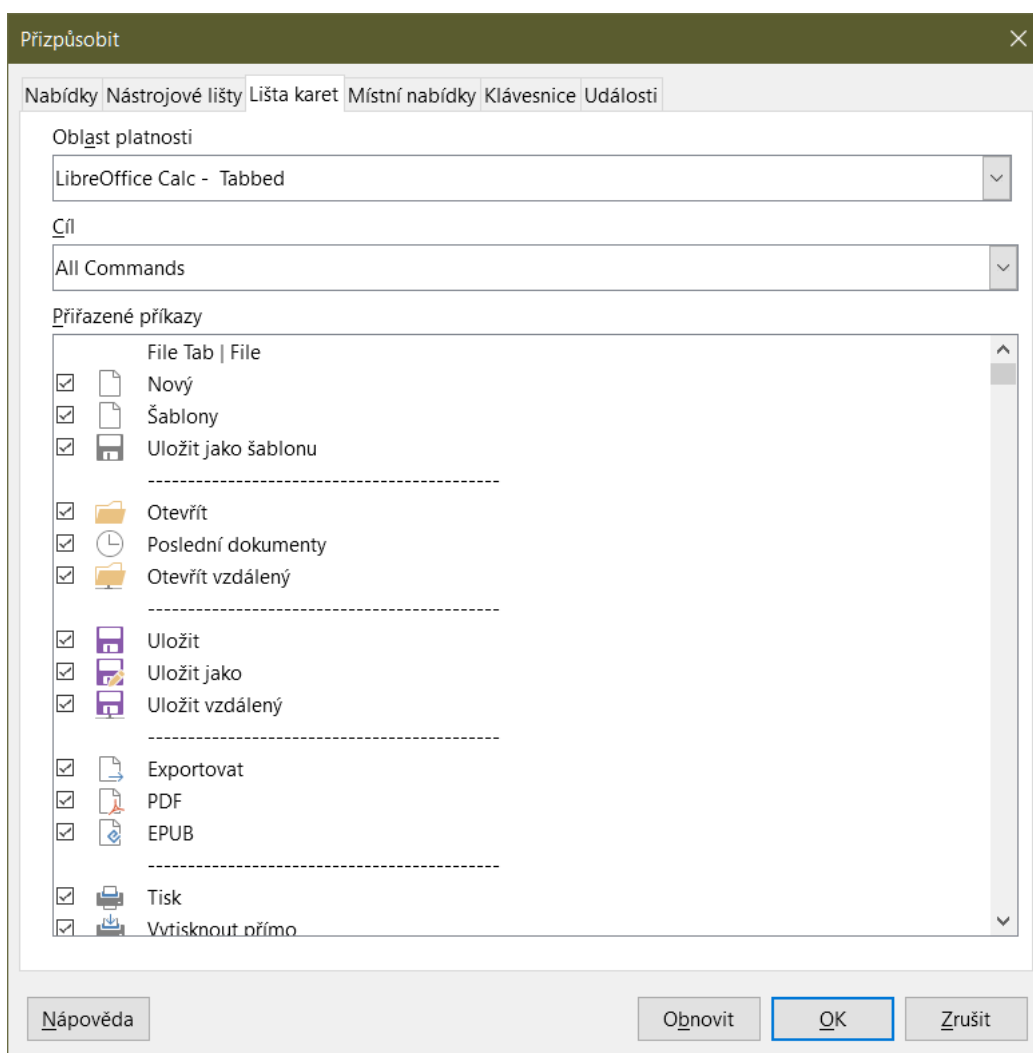 Přizpůsobit
Nabídky Nástrojové lišty Lišta karet Místní nabídky Klávesnice Události
Oblast platnosti
LibreOffice Calc -  Tabbed
Cíl
All Commands
Přiřazené příkazy
File Tab | File
Nový
Šablony
Uložit jako šablonu
--------------------------------------------
Otevřít
Poslední dokumenty
Otevřít vzdálený
--------------------------------------------
Uložit
Uložit jako
Uložit vzdálený
--------------------------------------------
Exportovat
PDF
EPUB
--------------------------------------------
Tisk
Vytisknout přímo
Nápověda Obnovit OK Zrušit